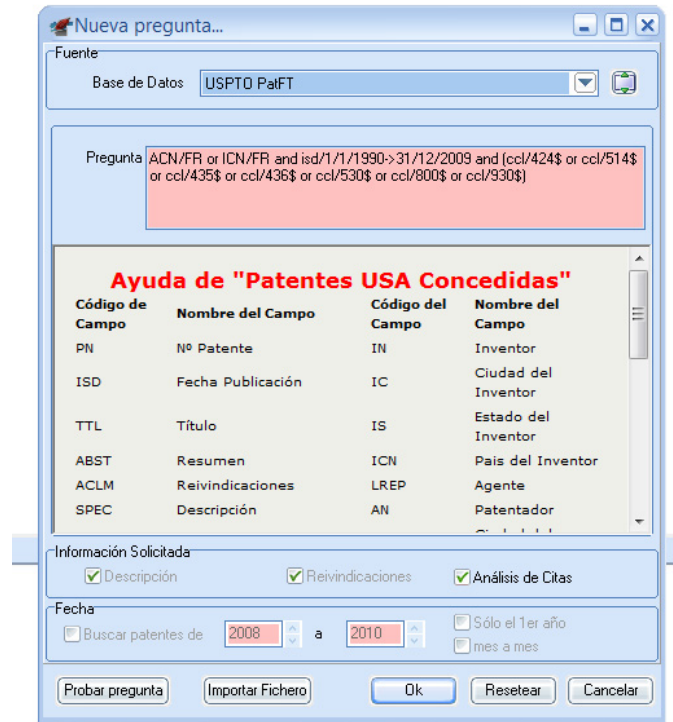 Nueva pregunta...
Fuente
Base de Datos USPTO PatFT
Pregunta ACN/FR or ICN/FR and isd/1/1/1990->31/12/2009 and (ccl/424$ or ccl/514$
or ccl/435$ or ccl/436$ or ccl/530$ or ccl/800$ or ccl/930$)
Ayuda de "Patentes USA Concedidas"
Código de Campo Nombre del Campo Código del Campo Nombre del Campo
PN Nº Patente IN Inventor
ISD Fecha Publicación IC Ciudad del Inventor
TTL Título IS Estado del Inventor
ABST Resumen ICN Pais del Inventor
ACLM Reivindicaciones LREP Agente
SPEC Descripción AN Patentador
Información Solicitada
Descripción Reivindicaciones Análisis de Citas
Fecha
Buscar patentes de 2008 a 2010 Sólo el 1er año
mes a mes
Probar pregunta Importar Fichero Ok Resetear Cancelar